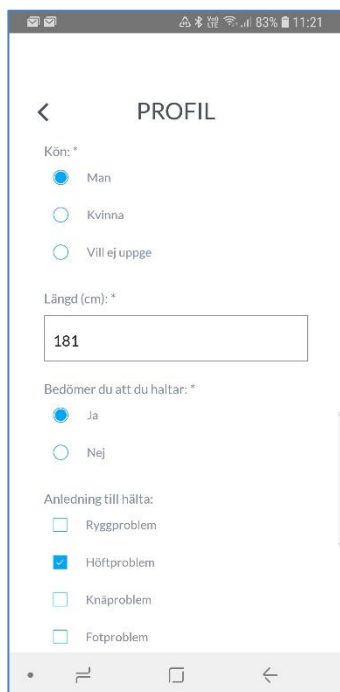 83% 11:21
PROFIL
Kön: *
Man
Kvinna
Vill ej uppge
Längd (cm): *
181
Bedömer du att du haltar: *
Ja
Nej
Anledning till hälta:
Ryggproblem
Höftproblem
Knäproblem
Fotproblem